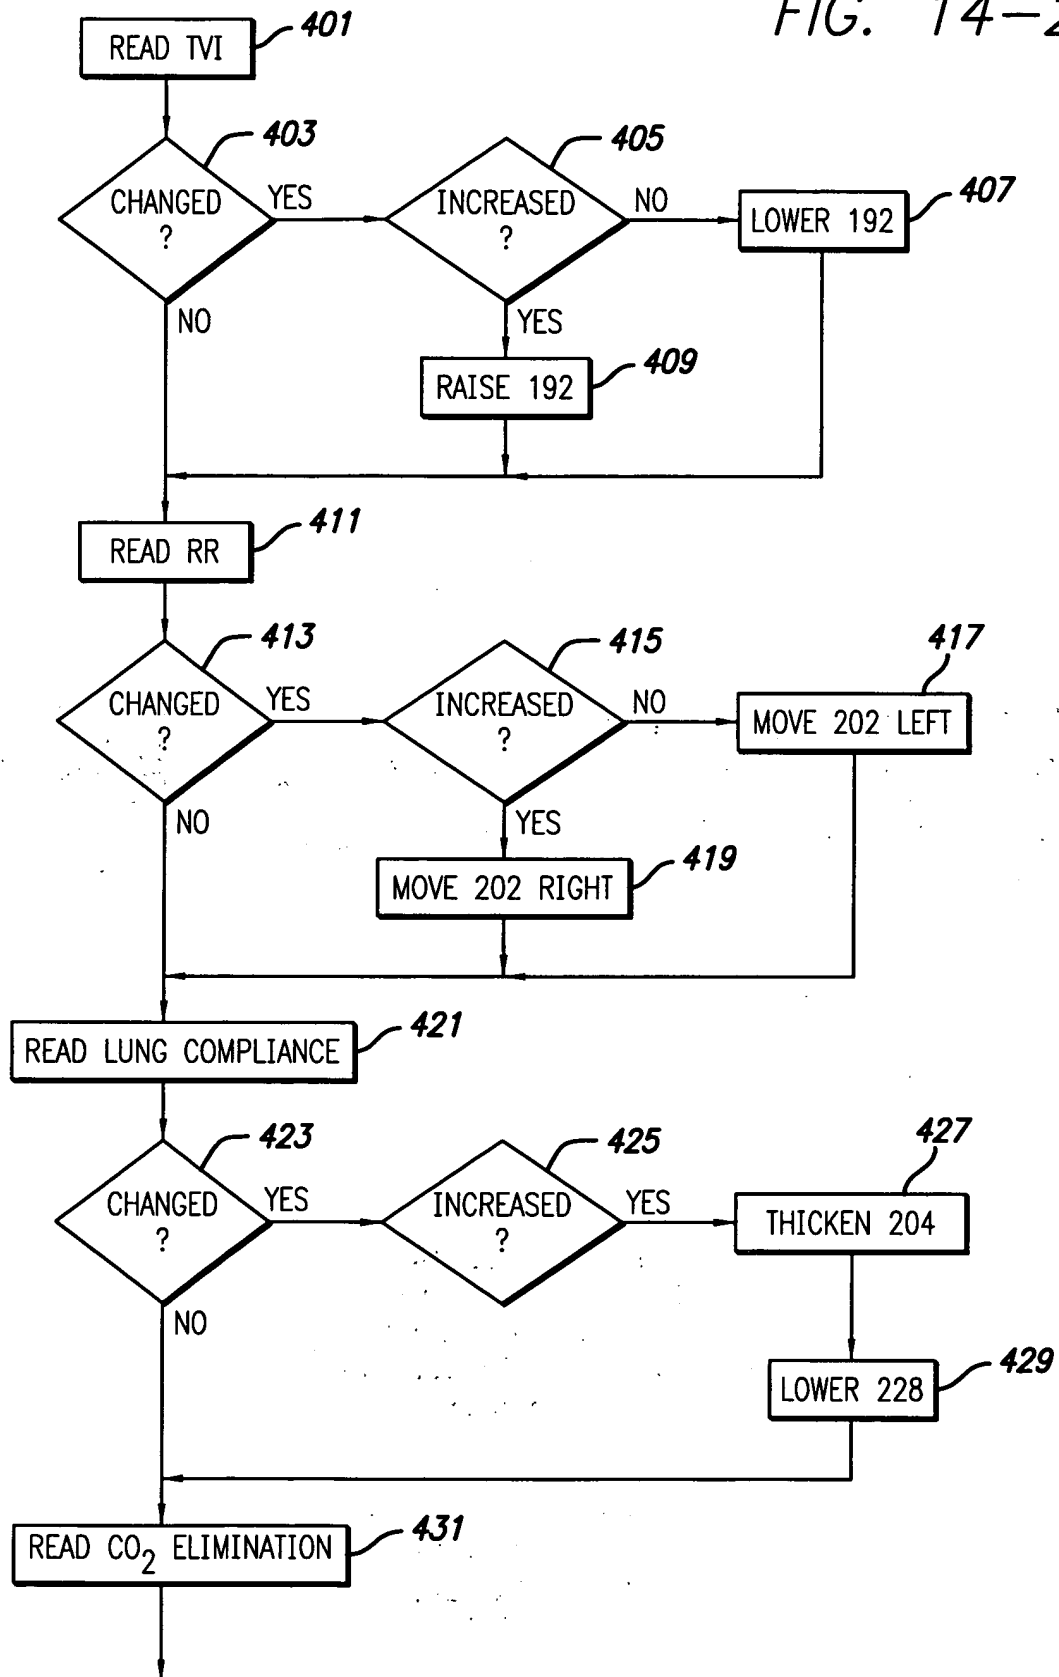 FIG. 14-2
READ TVI
401
CHANGED
?
403
YES
NO
INCREASED
?
405
NO
YES
LOWER 192
407
RAISE 192
409
READ RR
411
CHANGED
?
413
YES
NO
INCREASED
?
415
NO
YES
MOVE 202 LEFT
417
MOVE 202 RIGHT
419
READ LUNG COMPLIANCE
421
CHANGED
?
423
YES
NO
INCREASED
?
425
YES
THICKEN 204
427
LOWER 228
429
READ CO2 ELIMINATION
431